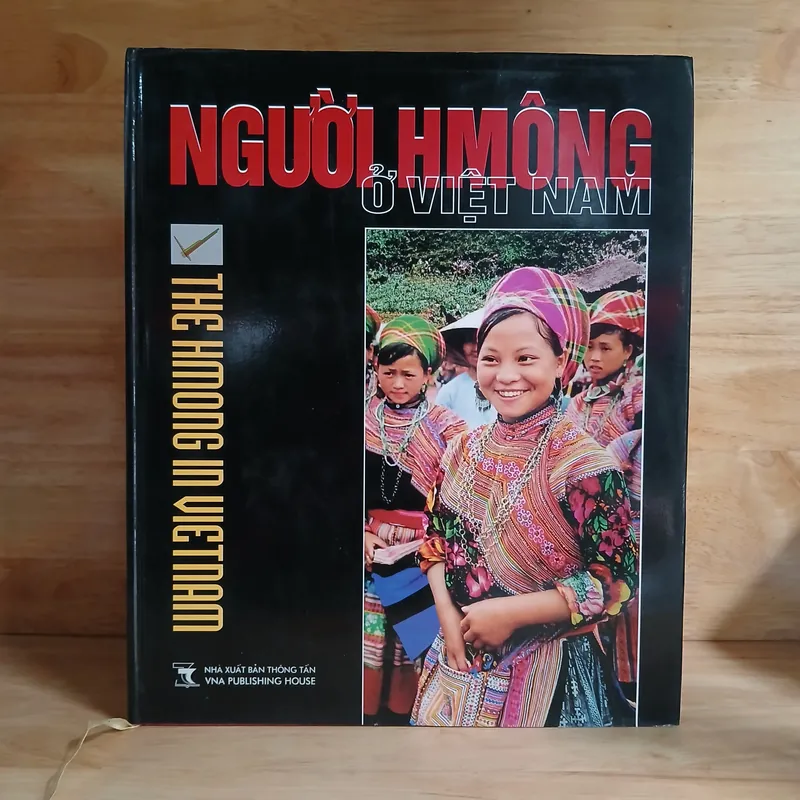 NGƯỜI HMÔNG
Ở VIỆT NAM
THE HMONG IN VIETNAM
NHÀ XUẤT BẢN THÔNG TẤN
VNA PUBLISHING HOUSE